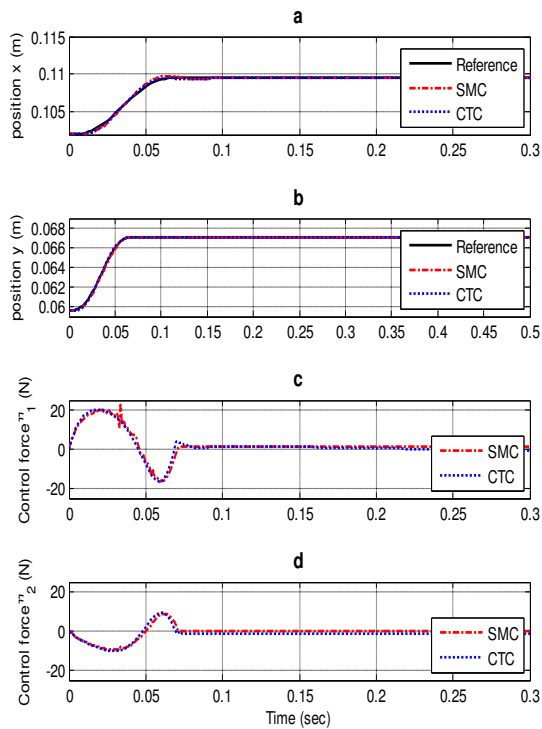 a
position x (m)
0.115
0.11
0.105
Reference
SMC
CTC
0 0.05 0.1 0.15 0.2 0.25 0.3
b
position y (m)
0.068
0.066
0.064
0.062
0.06
Reference
SMC
CTC
0 0.05 0.1 0.15 0.2 0.25 0.3 0.35 0.4 0.45 0.5
c
Control force"₁ (N)
20
0
-20
SMC
CTC
0 0.05 0.1 0.15 0.2 0.25 0.3
d
Control force"₂ (N)
20
0
-20
SMC
CTC
0 0.05 0.1 0.15 0.2 0.25 0.3
Time (sec)